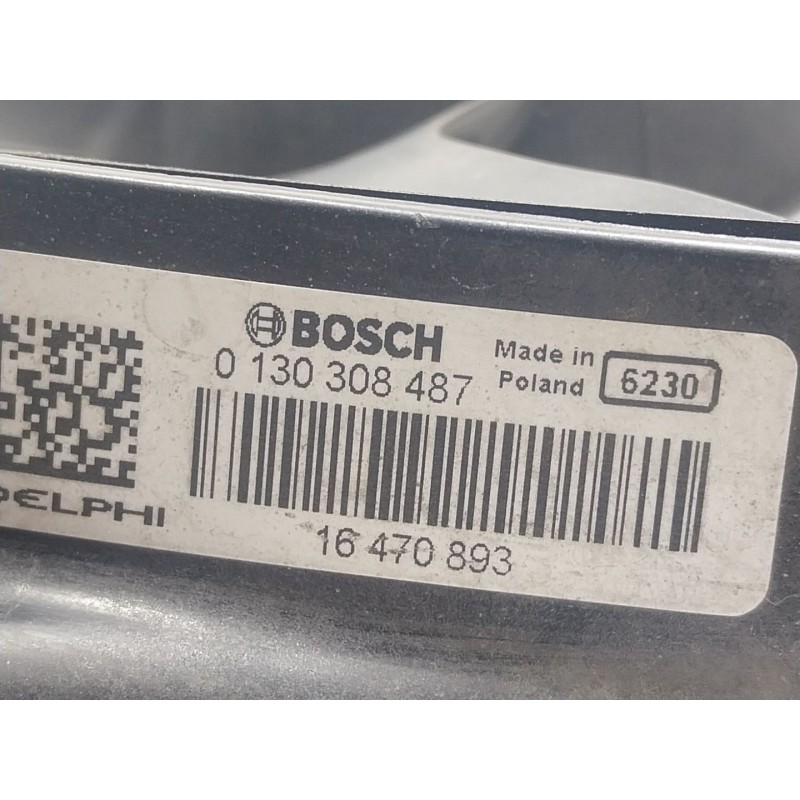 BOSCH
0 130 308 487
Made in
Poland
6230
DELPHI
16 470 893